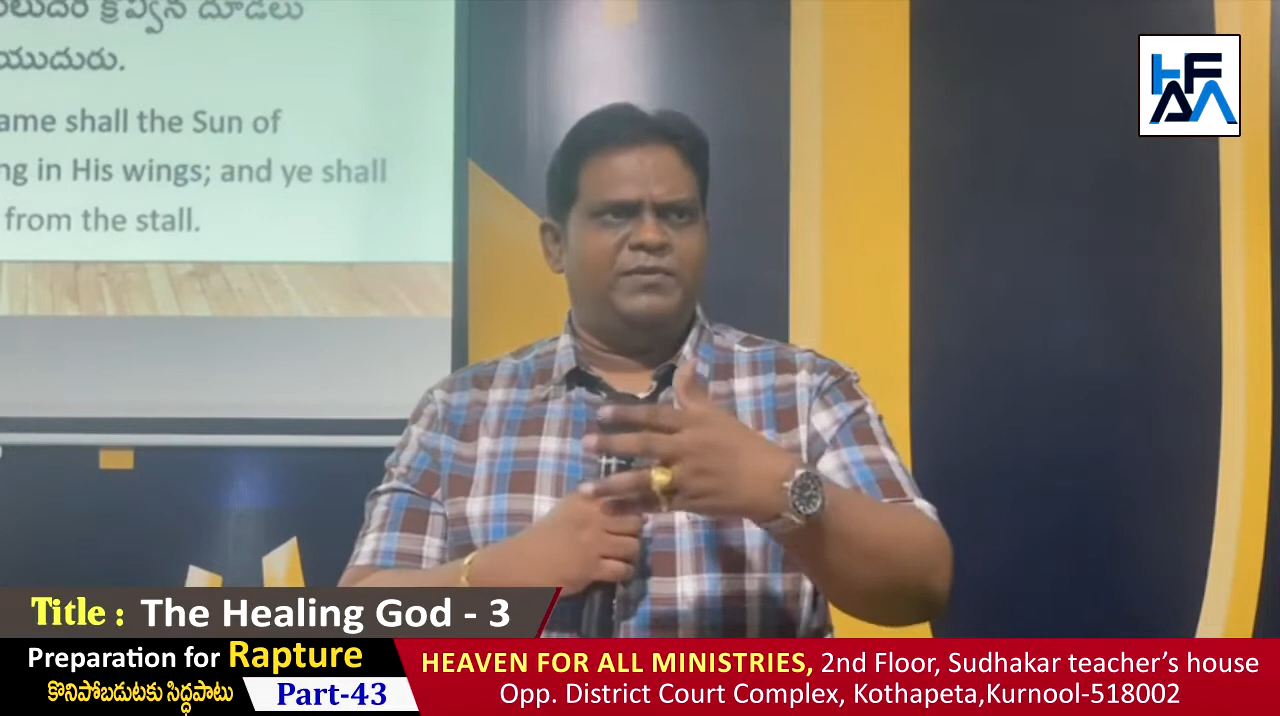 క్రొవ్విన దూడలు
యుదురు.
ame shall the Sun of
ng in His wings; and ye shall
from the stall.
HFAM
Title : The Healing God - 3
Preparation for Rapture
కొనిపోబడుటకు సిద్ధపాటు
Part-43
HEAVEN FOR ALL MINISTRIES, 2nd Floor, Sudhakar teacher’s house
Opp. District Court Complex, Kothapeta,Kurnool-518002